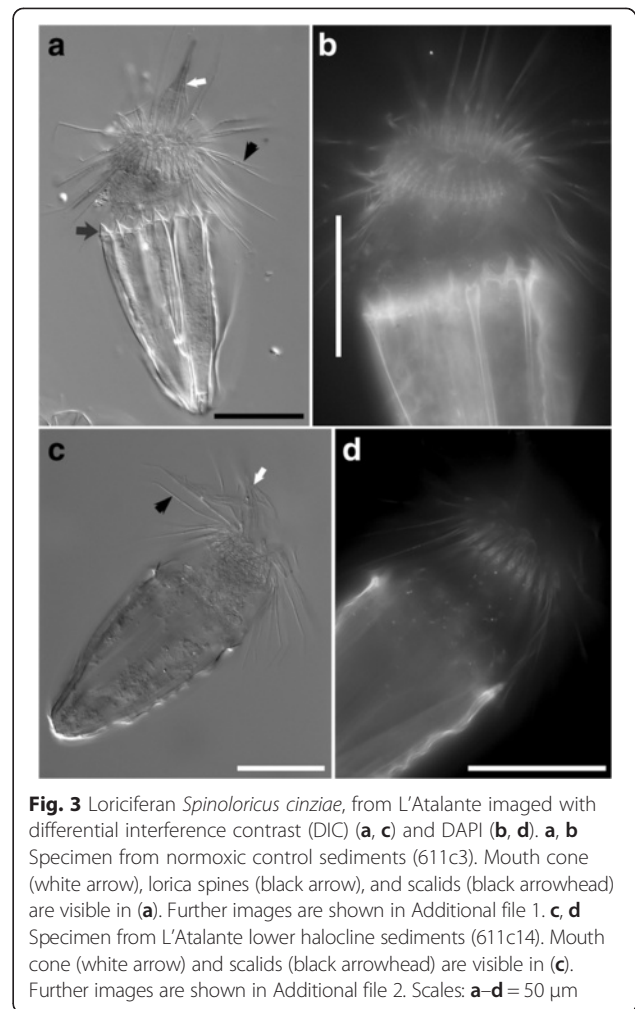 a
b
c
d
Fig. 3 Loriciferan Spinoloricus cinziae, from L'Atalante imaged with
differential interference contrast (DIC) (a, c) and DAPI (b, d). a, b
Specimen from normoxic control sediments (611c3). Mouth cone
(white arrow), lorica spines (black arrow), and scalids (black arrowhead)
are visible in (a). Further images are shown in Additional file 1. c, d
Specimen from L'Atalante lower halocline sediments (611c14). Mouth
cone (white arrow) and scalids (black arrowhead) are visible in (c).
Further images are shown in Additional file 2. Scales: a–d = 50 μm